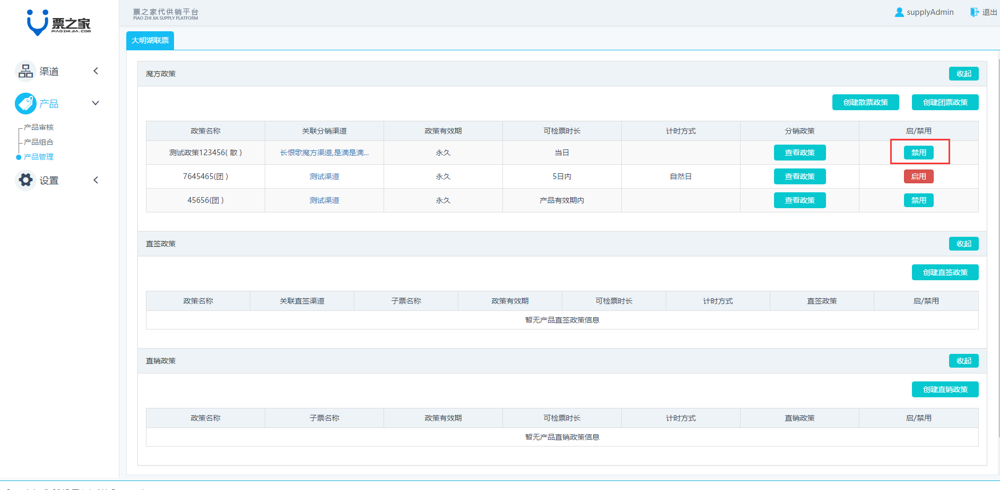 票之家
PIAOZHIJIA.COM
票之家代供销平台
PIAO ZHI JIA SUPPLY PLATFORM
supplyAdmin
退出
渠道
产品
产品审核
产品组合
产品管理
设置
大明湖联票
魔方政策
收起
创建散票政策
创建团票政策
政策名称 关联分销渠道 政策有效期 可检票时长 计时方式 分销政策 启/禁用
测试政策123456( 散 ) 长恨歌魔方渠道,是滴是滴... 永久 当日 查看政策 禁用
7645465(团 ) 测试渠道 永久 5日内 自然日 查看政策 启用
45656(团 ) 测试渠道 永久 产品有效期内 查看政策 禁用
直签政策
收起
创建直签政策
政策名称 关联直签渠道 子票名称 政策有效期 可检票时长 计时方式 直签政策 启/禁用
暂无产品直签政策信息
直销政策
收起
创建直销政策
政策名称 子票名称 政策有效期 可检票时长 计时方式 直销政策 启/禁用
暂无产品直销政策信息